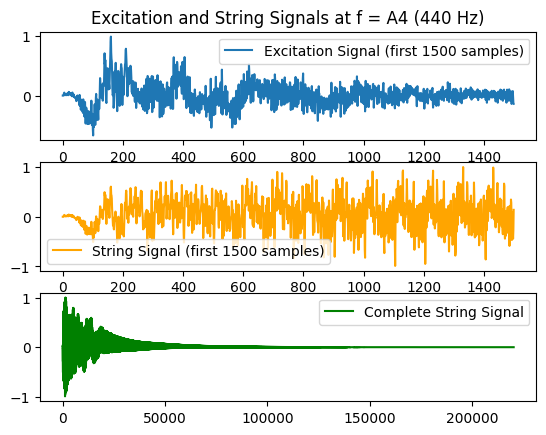 Excitation and String Signals at f = A4 (440 Hz)
1
0
Excitation Signal (first 1500 samples)
0 200 400 600 800 1000 1200 1400
1
0
−1
String Signal (first 1500 samples)
0 200 400 600 800 1000 1200 1400
1
0
−1
Complete String Signal
0 50000 100000 150000 200000